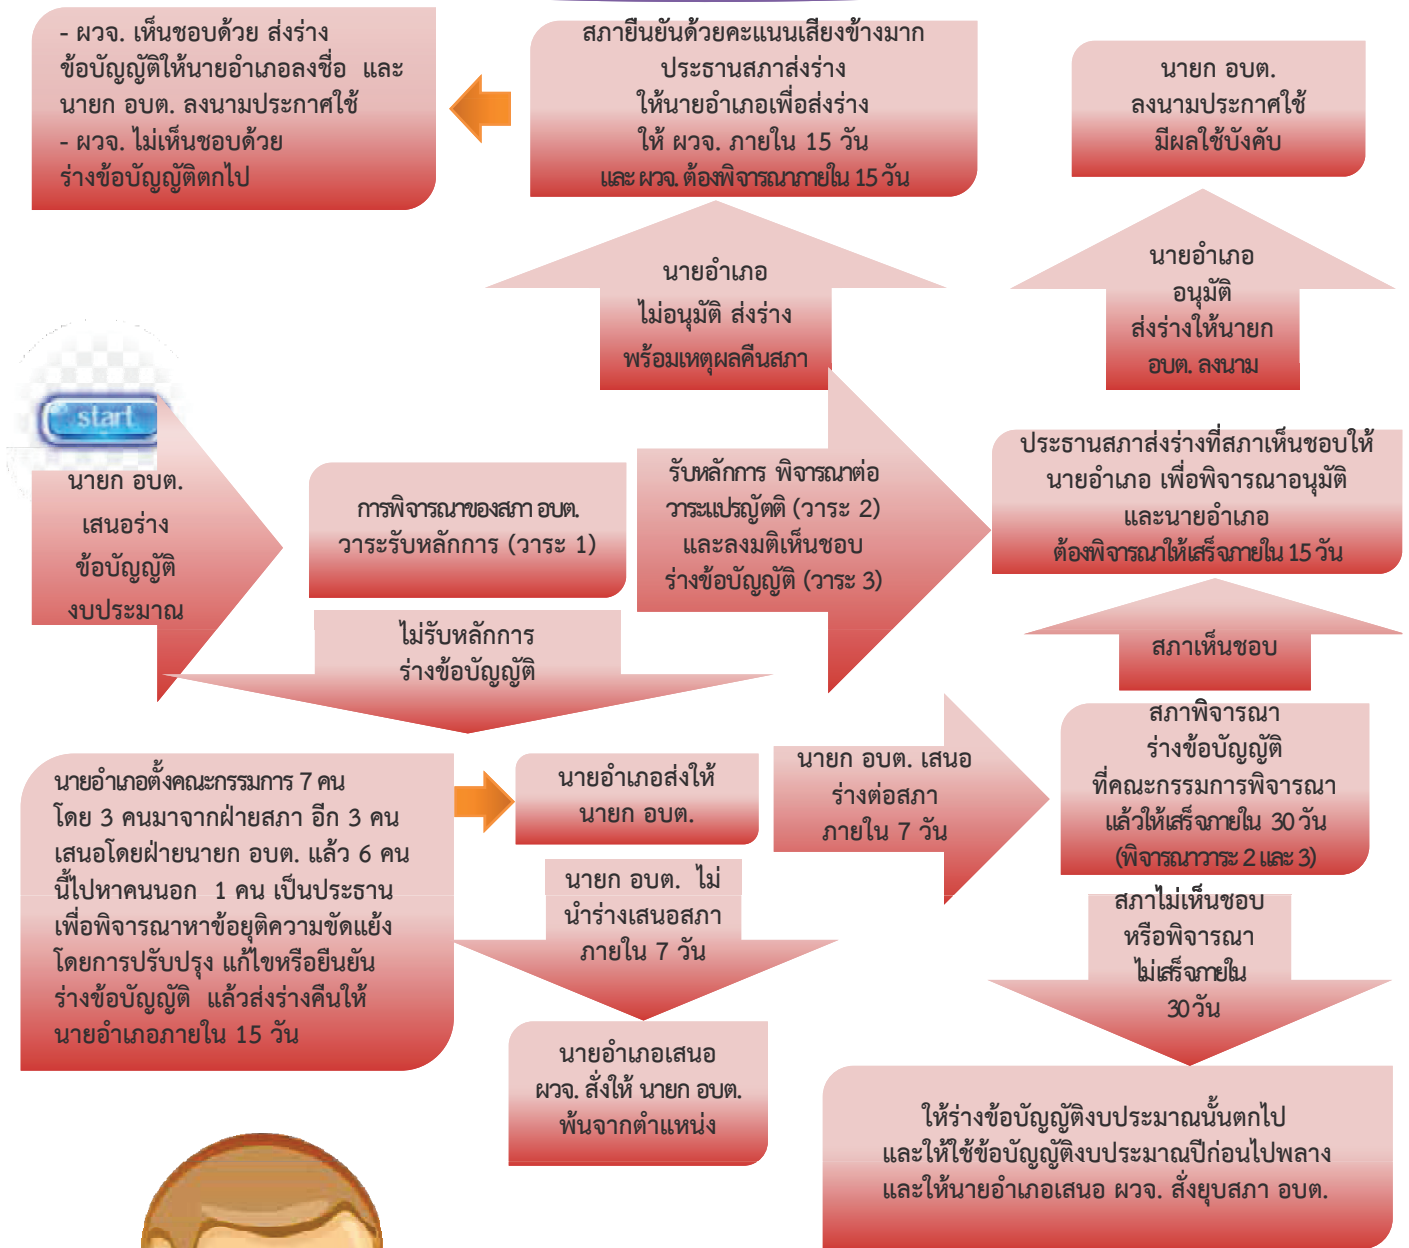 - ผวจ. เห็นชอบด้วย ส่งร่าง
ข้อบัญญัติให้นายอำเภอลงชื่อ และ
นายก อบต. ลงนามประกาศใช้
- ผวจ. ไม่เห็นชอบด้วย
ร่างข้อบัญญัติตกไป
สภายืนยันด้วยคะแนนเสียงข้างมาก
ประธานสภาส่งร่าง
ให้นายอำเภอเพื่อส่งร่าง
ให้ ผวจ. ภายใน 15 วัน
และ ผวจ. ต้องพิจารณาภายใน 15 วัน
นายก อบต.
ลงนามประกาศใช้
มีผลใช้บังคับ
นายอำเภอ
ไม่อนุมัติ ส่งร่าง
พร้อมเหตุผลคืนสภา
นายอำเภอ
อนุมัติ
ส่งร่างให้นายก
อบต. ลงนาม
start
นายก อบต.
เสนอร่าง
ข้อบัญญัติ
งบประมาณ
การพิจารณาของสภา อบต.
วาระรับหลักการ (วาระ 1)
รับหลักการ พิจารณาต่อ
วาระแปรญัตติ (วาระ 2)
และลงมติเห็นชอบ
ร่างข้อบัญญัติ (วาระ 3)
ประธานสภาส่งร่างที่สภาเห็นชอบให้
นายอำเภอ เพื่อพิจารณาอนุมัติ
และนายอำเภอ
ต้องพิจารณาให้เสร็จภายใน 15 วัน
ไม่รับหลักการ
ร่างข้อบัญญัติ
สภาเห็นชอบ
นายอำเภอตั้งคณะกรรมการ 7 คน
โดย 3 คนมาจากฝ่ายสภา อีก 3 คน
เสนอโดยฝ่ายนายก อบต. แล้ว 6 คน
นี้ไปหาคนนอก 1 คน เป็นประธาน
เพื่อพิจารณาหาข้อยุติความขัดแย้ง
โดยการปรับปรุง แก้ไขหรือยืนยัน
ร่างข้อบัญญัติ แล้วส่งร่างคืนให้
นายอำเภอภายใน 15 วัน
นายอำเภอส่งให้
นายก อบต.
นายก อบต. เสนอ
ร่างต่อสภา
ภายใน 7 วัน
สภาพิจารณา
ร่างข้อบัญญัติ
ที่คณะกรรมการพิจารณา
แล้วให้เสร็จภายใน 30 วัน
(พิจารณาวาระ 2 และ 3)
นายก อบต. ไม่
นำร่างเสนอสภา
ภายใน 7 วัน
สภาไม่เห็นชอบ
หรือพิจารณา
ไม่เสร็จภายใน
30 วัน
นายอำเภอเสนอ
ผวจ. สั่งให้ นายก อบต.
พ้นจากตำแหน่ง
ให้ร่างข้อบัญญัติงบประมาณนั้นตกไป
และให้ใช้ข้อบัญญัติงบประมาณปีก่อนไปพลาง
และให้นายอำเภอเสนอ ผวจ. สั่งยุบสภา อบต.